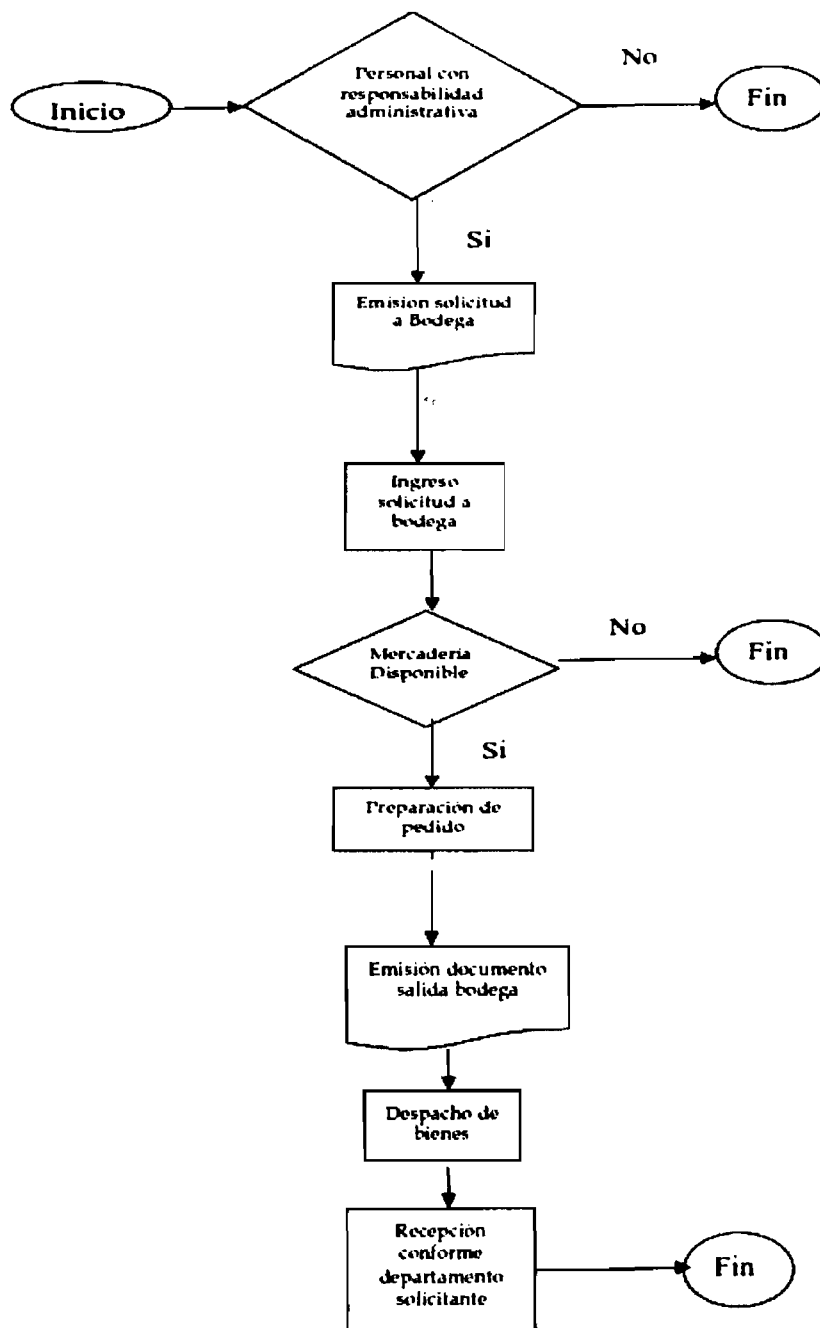 Personal con
responsabilidad
administrativa
No
Inicio
Fin
Si
Emision solicitud
a Bodega
Ingreso
solicitud a
bodega
Mercadería
Disponible
No
Fin
Si
Preparación de
pedido
Emisión documento
salida bodega
Despacho de
bienes
Recepción
conforme
departamento
solicitante
Fin